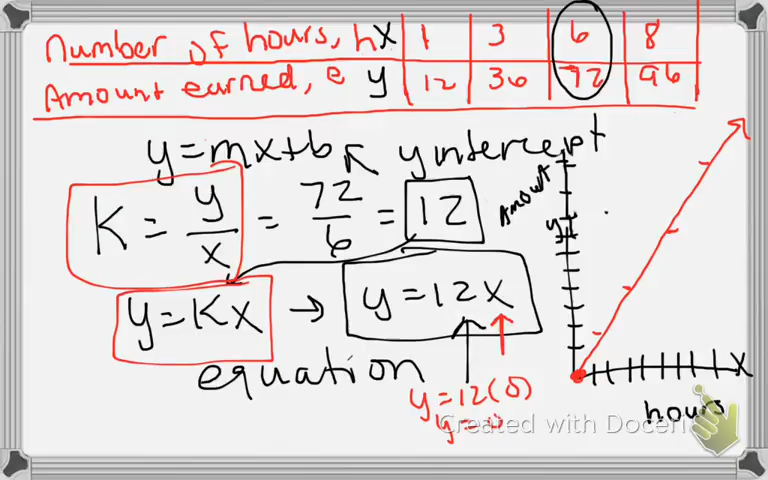 Number of hours, h x 1 3 6 8
Amount earned, e y 12 36 72 96
y=mx+b y intercept
K = y/x = 72/6 = 12
Amount
y
y=Kx → y=12x
x
equation
hours
y=12(0)
y=
Created with Doceri